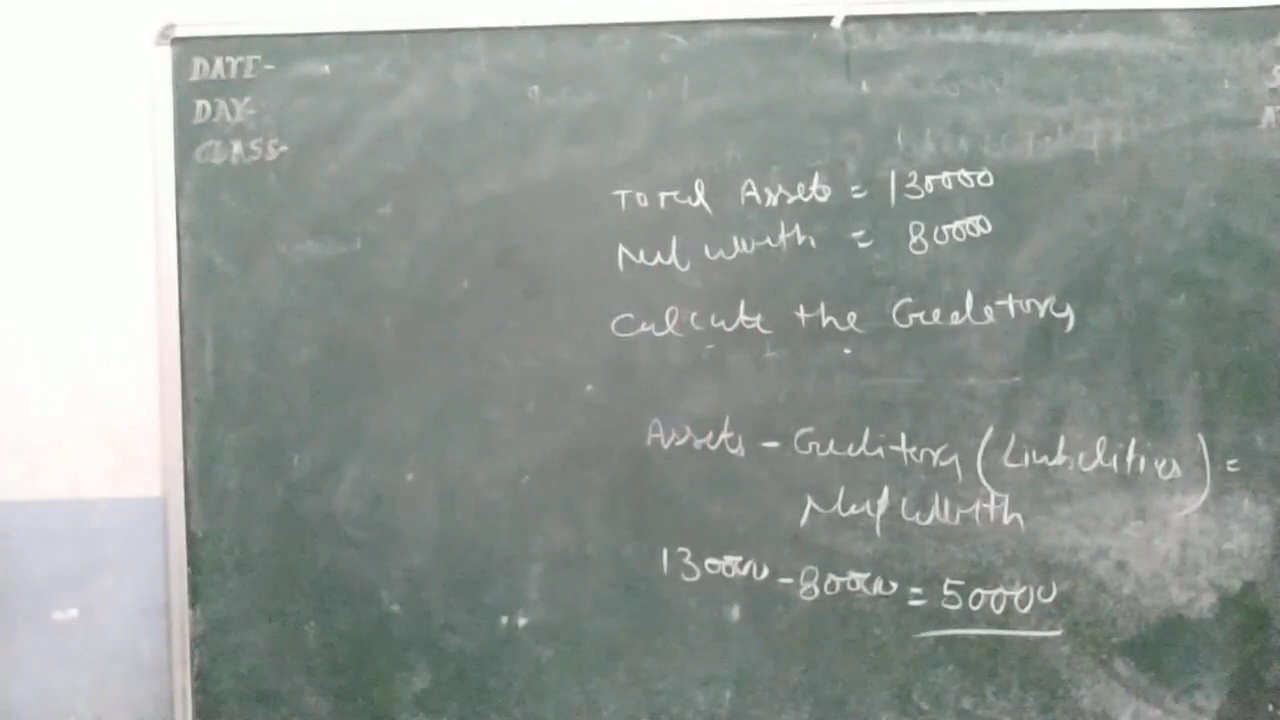 DATE-
DAY-
CLASS-
Total Assets = 130000
Net worth = 80000
Calcute the Creditors
Assets - Creditors (Liabilities) =
Net worth
130000 - 80000 = 50000